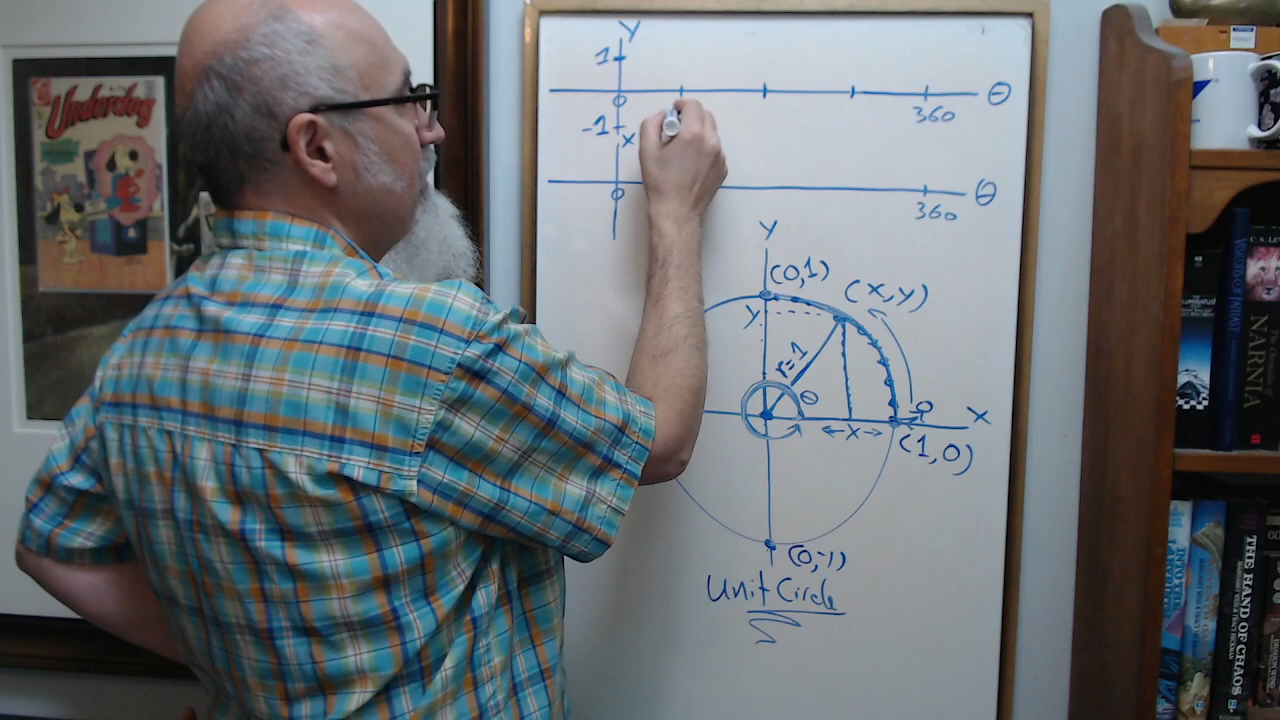 Underdog
Y
1
0
360
θ
-1
X
0
360
θ
Y
(0,1)
(x,y)
Y
r=1
θ
0
X
←X→
(1,0)
(0,-1)
Unit Circle
NARNIA
THE HAND OF CHAOS